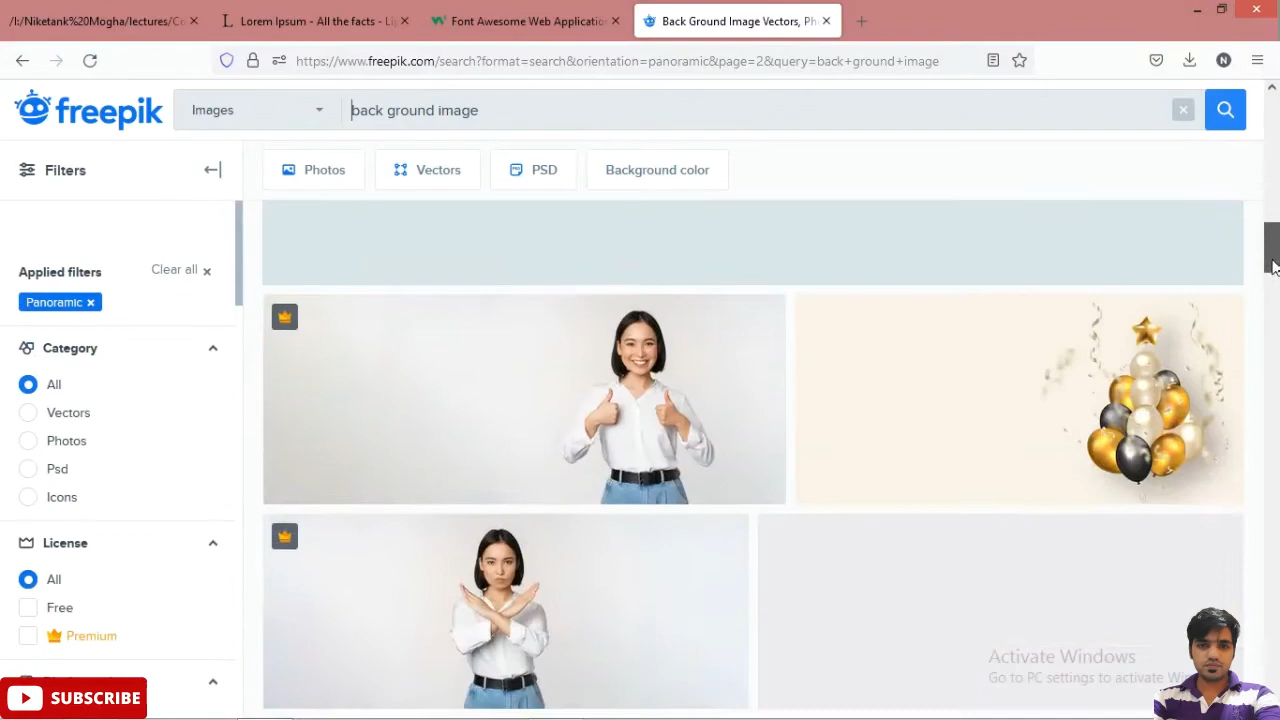 /I:/Niketank%20Mogha/lectures/Co
Lorem Ipsum - All the facts - Lip
Font Awesome Web Application
Back Ground Image Vectors, Ph
https://www.freepik.com/search?format=search&orientation=panoramic&page=2&query=back+ground+image
N
freepik
Images
back ground image
Filters
Photos
Vectors
PSD
Background color
Applied filters
Clear all
Panoramic
Category
All
Vectors
Photos
Psd
Icons
License
All
Free
Premium
Activate Windows
Go to PC settings to activate Win
SUBSCRIBE